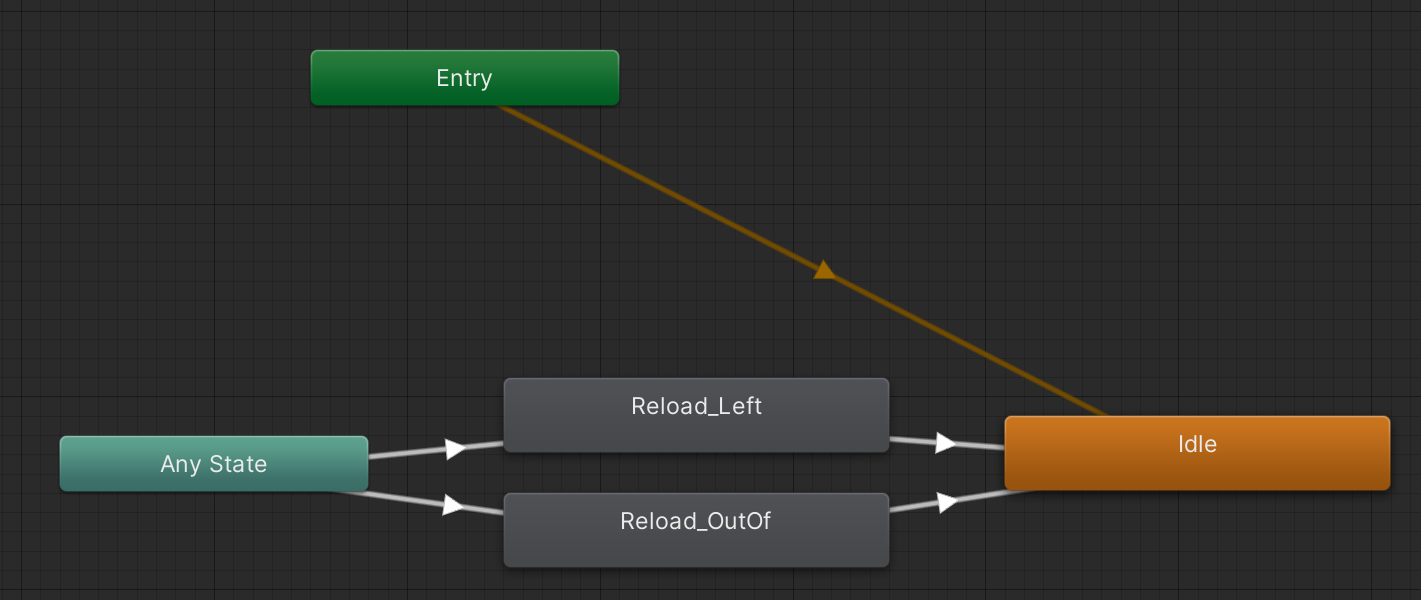 Entry
Reload_Left
Any State
Idle
Reload_OutOf